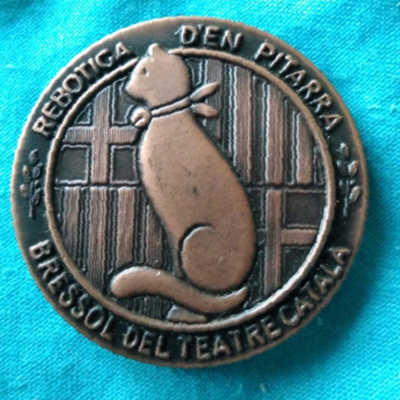 REBOTIGA D'EN PITARRA
BRESSOL DEL TEATRE CATALÀ